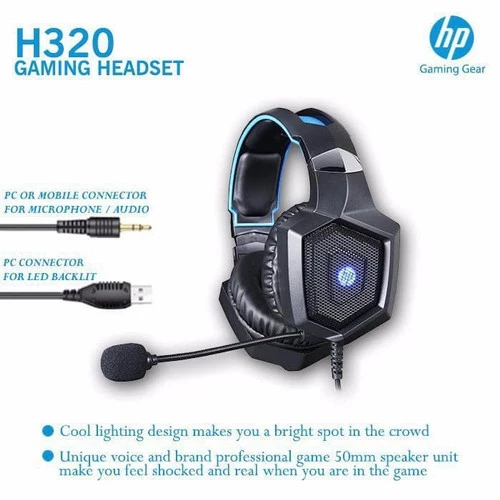 H320
GAMING HEADSET
hp
Gaming Gear
PC OR MOBILE CONNECTOR
FOR MICROPHONE / AUDIO
PC CONNECTOR
FOR LED BACKLIT
hp
Cool lighting design makes you a bright spot in the crowd
Unique voice and brand professional game 50mm speaker unit
make you feel shocked and real when you are in the game